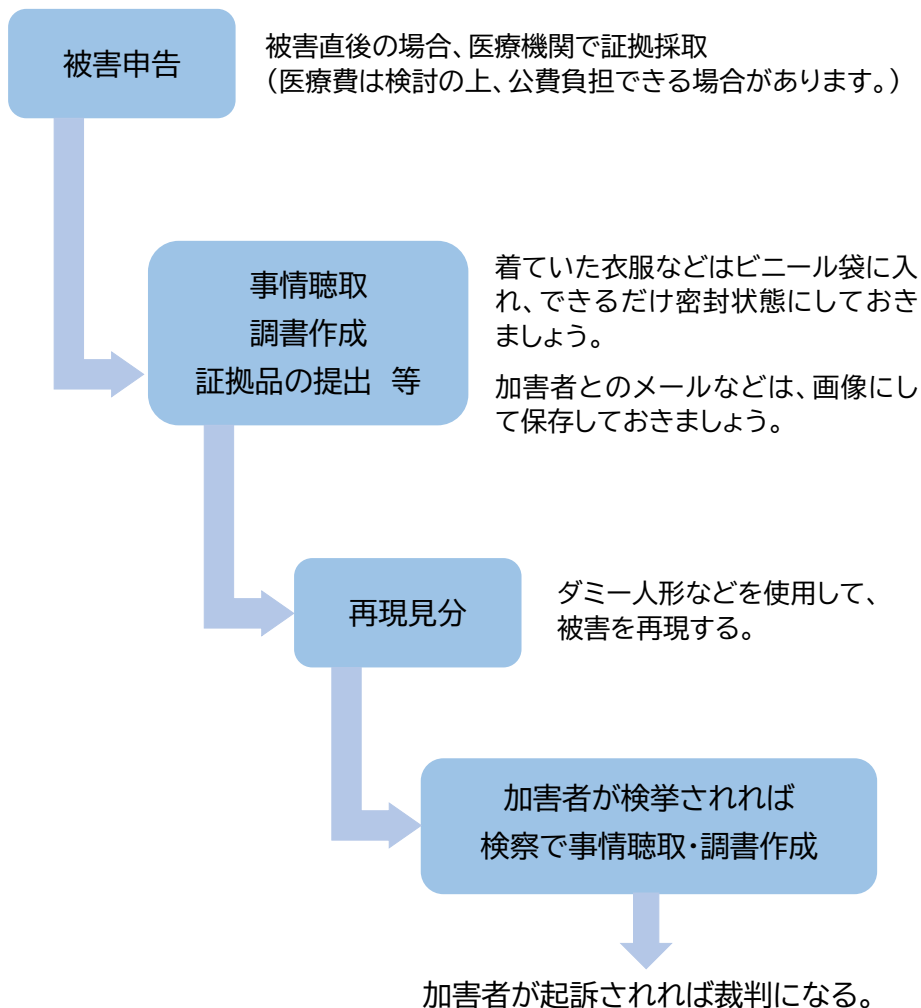 被害申告
被害直後の場合、医療機関で証拠採取
（医療費は検討の上、公費負担できる場合があります。）
事情聴取
調書作成
証拠品の提出　等
着ていた衣服などはビニール袋に入
れ、できるだけ密封状態にしておき
ましょう。
加害者とのメールなどは、画像にし
て保存しておきましょう。
再現見分
ダミー人形などを使用して、
被害を再現する。
加害者が検挙されれば
検察で事情聴取・調書作成
加害者が起訴されれば裁判になる。